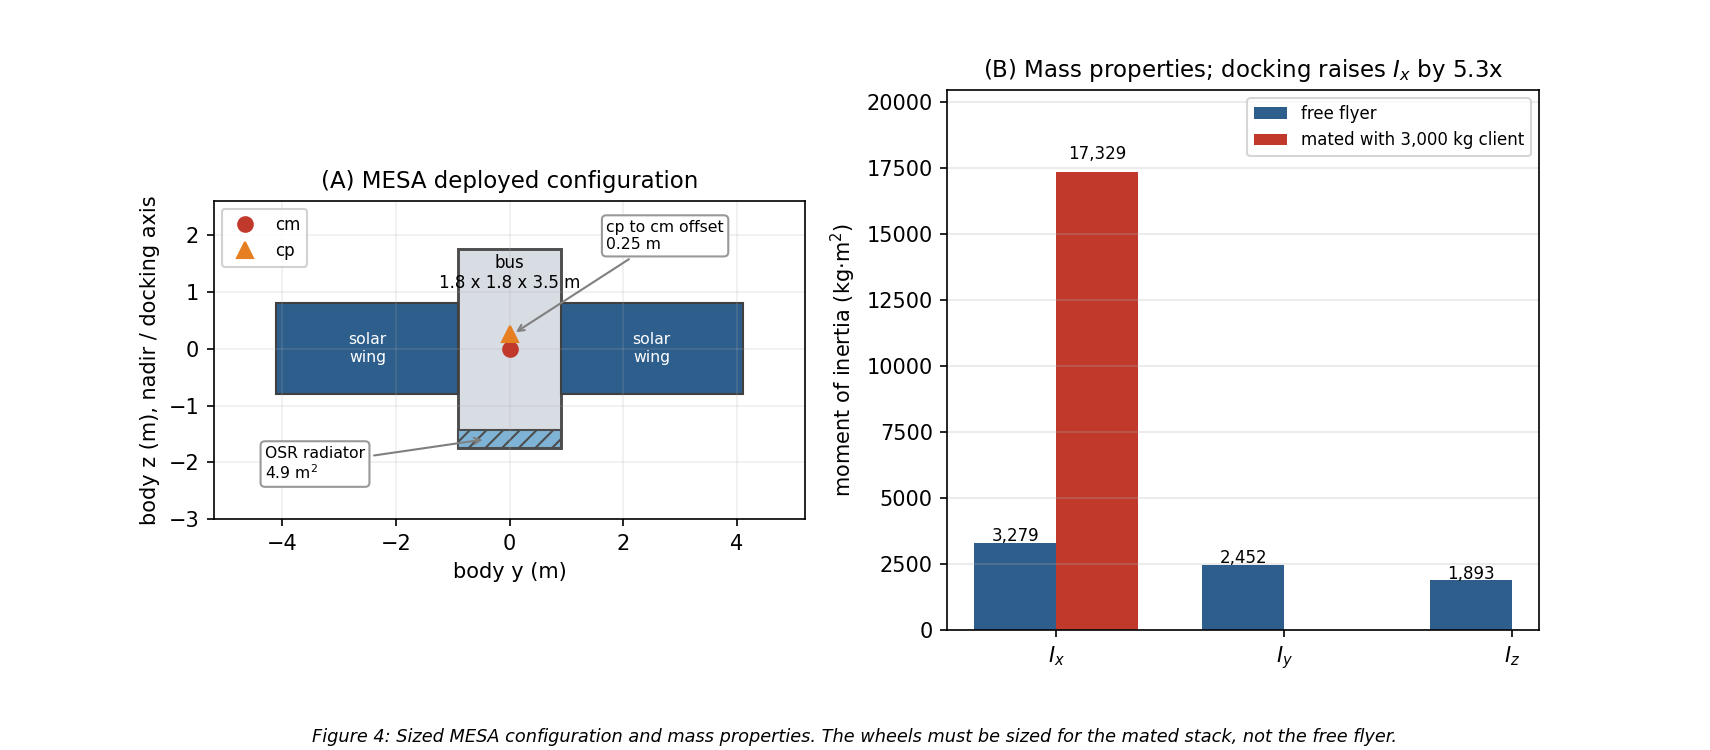 (A) MESA deployed configuration
body z (m), nadir / docking axis
2
1
0
−1
−2
−3
cm
cp
cp to cm offset
0.25 m
bus
1.8 x 1.8 x 3.5 m
solar
wing
solar
wing
OSR radiator
4.9 m²
−4
−2
0
2
4
body y (m)
(B) Mass properties; docking raises Iₓ by 5.3x
moment of inertia (kg·m²)
20000
17500
15000
12500
10000
7500
5000
2500
0
free flyer
mated with 3,000 kg client
17,329
3,279
2,452
1,893
Iₓ
I_y
I_z
Figure 4: Sized MESA configuration and mass properties. The wheels must be sized for the mated stack, not the free flyer.